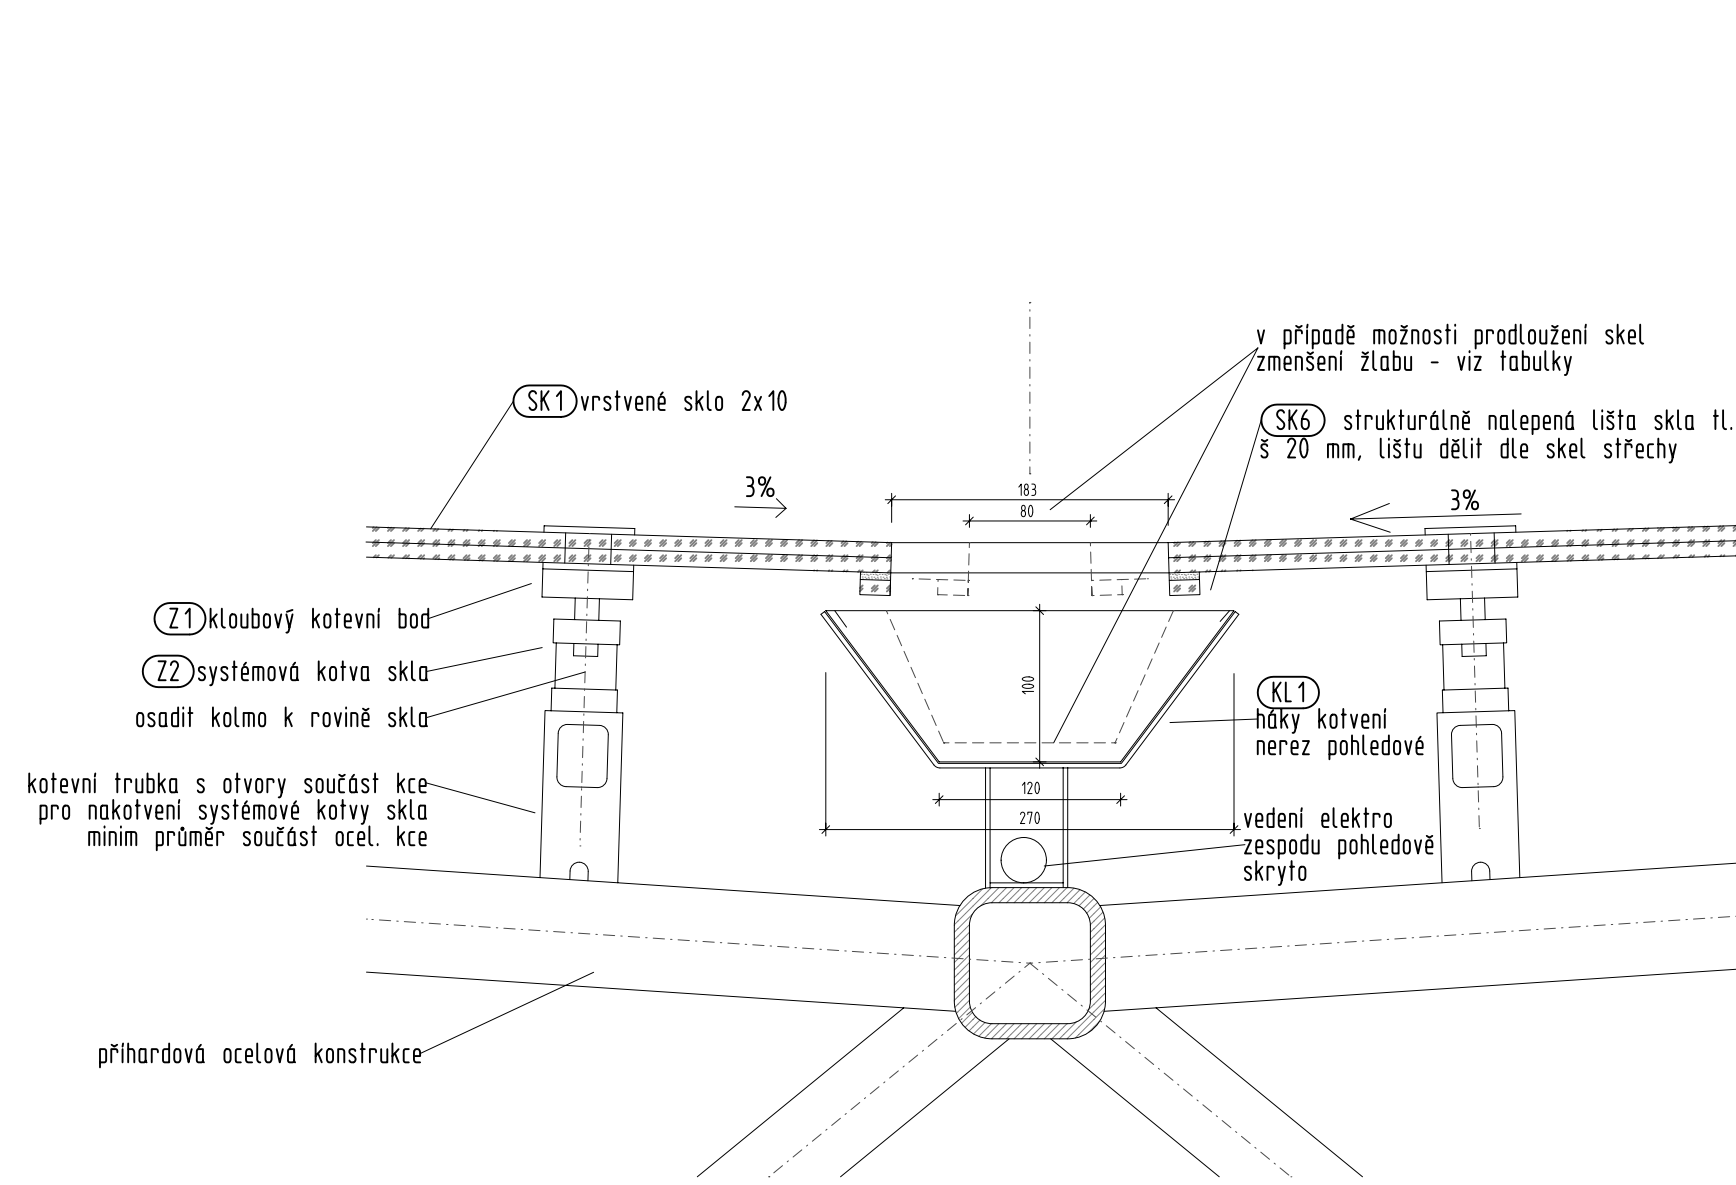 v případě možnosti prodloužení skel
zmenšení žlabu - viz tabulky
SK1 vrstvené sklo 2x10
SK6 strukturálně nalepená lišta skla tl.
š 20 mm, lištu dělit dle skel střechy
3%
183
3%
80
Z1 kloubový kotevní bod
Z2 systémová kotva skla
osadit kolmo k rovině skla
100
KL1
háky kotvení
nerez pohledové
kotevní trubka s otvory součást kce
pro nakotvení systémové kotvy skla
minim průměr součást ocel. kce
120
270
vedení elektro
zespodu pohledově
skryto
příhardová ocelová konstrukce